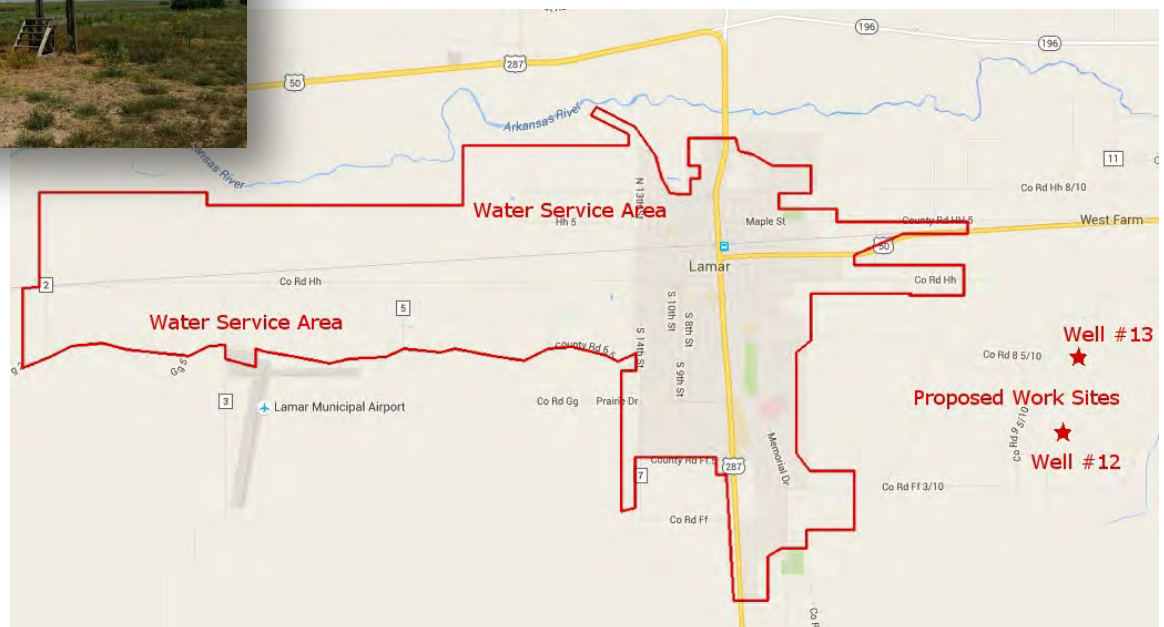 196
196
287
50
Arkansas River
Arkansas River
11
Co Rd Hh 8/10
N 13th St
Water Service Area
Hh 5
Maple St
County Rd HH 5
West Farm
50
Lamar
2
Co Rd Hh
Co Rd Hh
5
Water Service Area
S 10th St
S 8th St
S 14th St
county Rd 6.5
S 9th St
Well #13
Co Rd 8 5/10
Gg 5
3
Lamar Municipal Airport
Co Rd Gg
Prairie Dr
Proposed Work Sites
Co Rd 9 5/10
Memorial Dr
Well #12
County Rd Ff.5
287
7
Co Rd Ff 3/10
Co Rd Ff
Co Rd